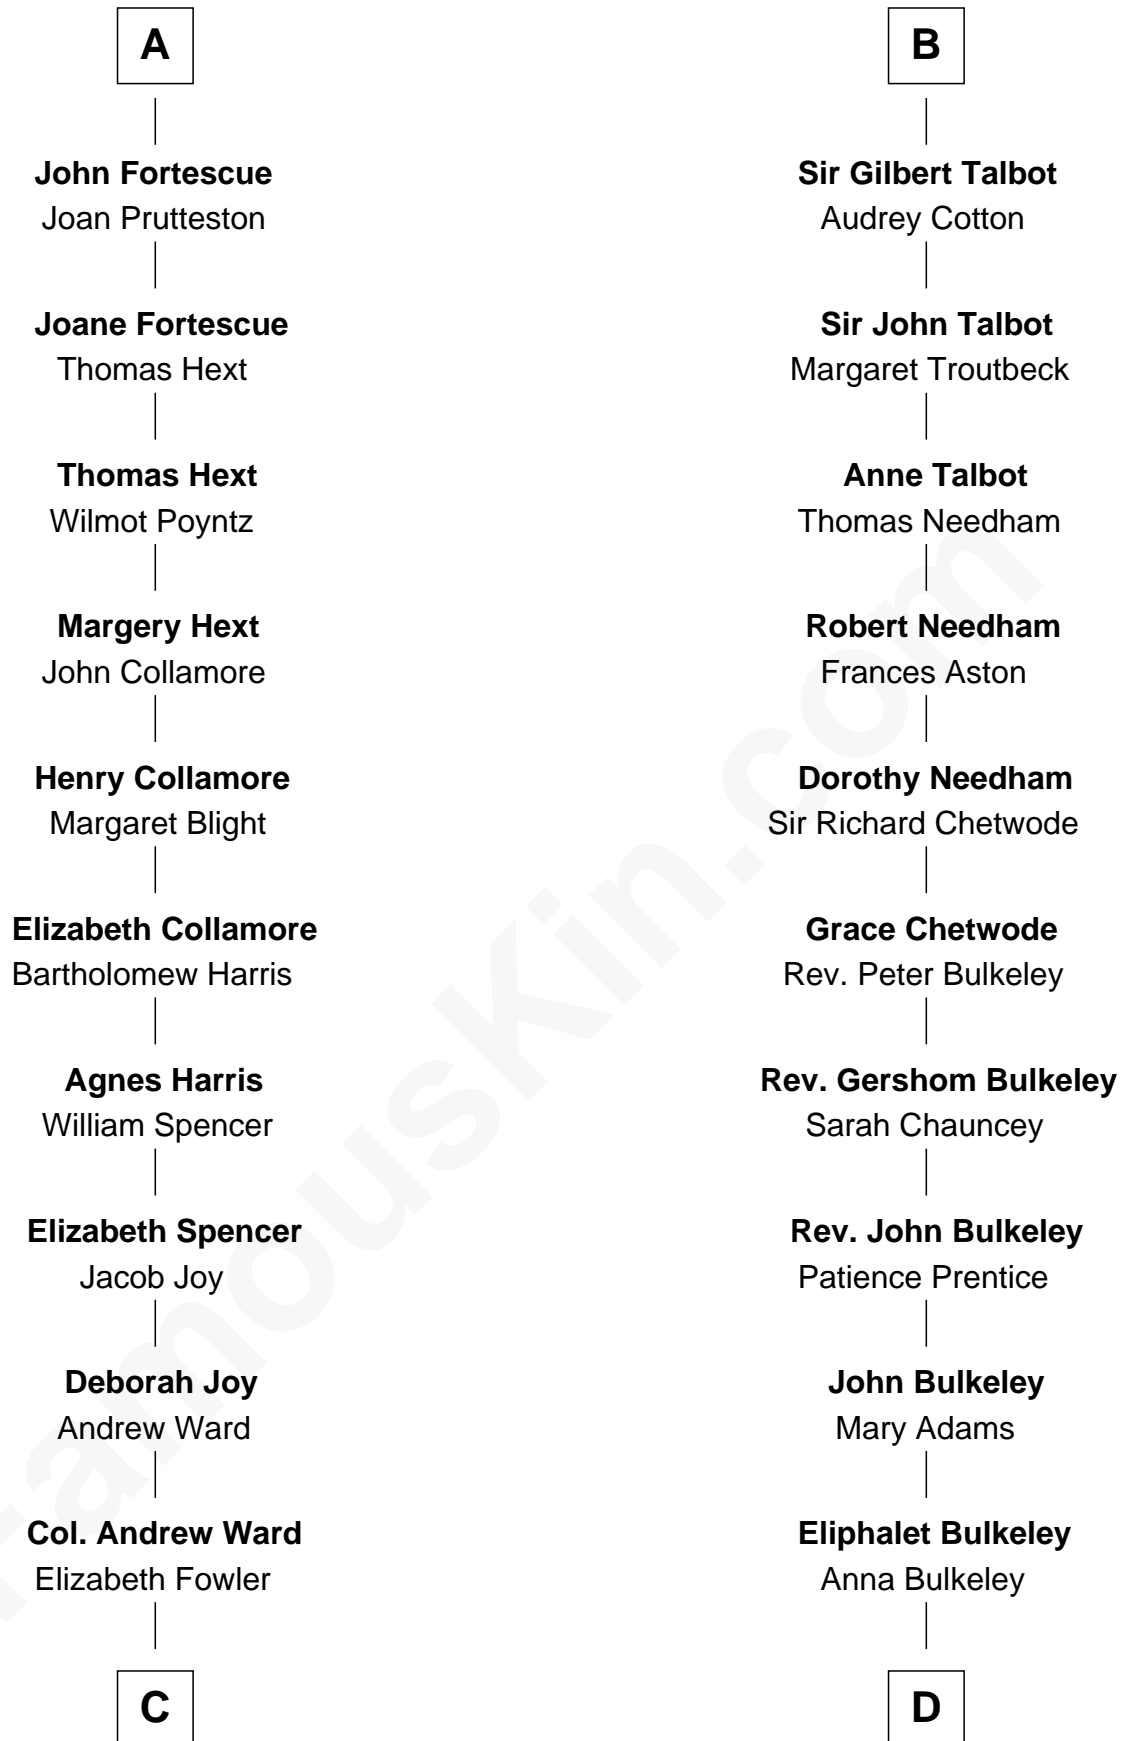 A
John Fortescue
Joan Prutteston
Joane Fortescue
Thomas Hext
Thomas Hext
Wilmot Poyntz
Margery Hext
John Collamore
Henry Collamore
Margaret Blight
Elizabeth Collamore
Bartholomew Harris
Agnes Harris
William Spencer
Elizabeth Spencer
Jacob Joy
Deborah Joy
Andrew Ward
Col. Andrew Ward
Elizabeth Fowler
C
B
Sir Gilbert Talbot
Audrey Cotton
Sir John Talbot
Margaret Troutbeck
Anne Talbot
Thomas Needham
Robert Needham
Frances Aston
Dorothy Needham
Sir Richard Chetwode
Grace Chetwode
Rev. Peter Bulkeley
Rev. Gershom Bulkeley
Sarah Chauncey
Rev. John Bulkeley
Patience Prentice
John Bulkeley
Mary Adams
Eliphalet Bulkeley
Anna Bulkeley
D
FamousKin.com